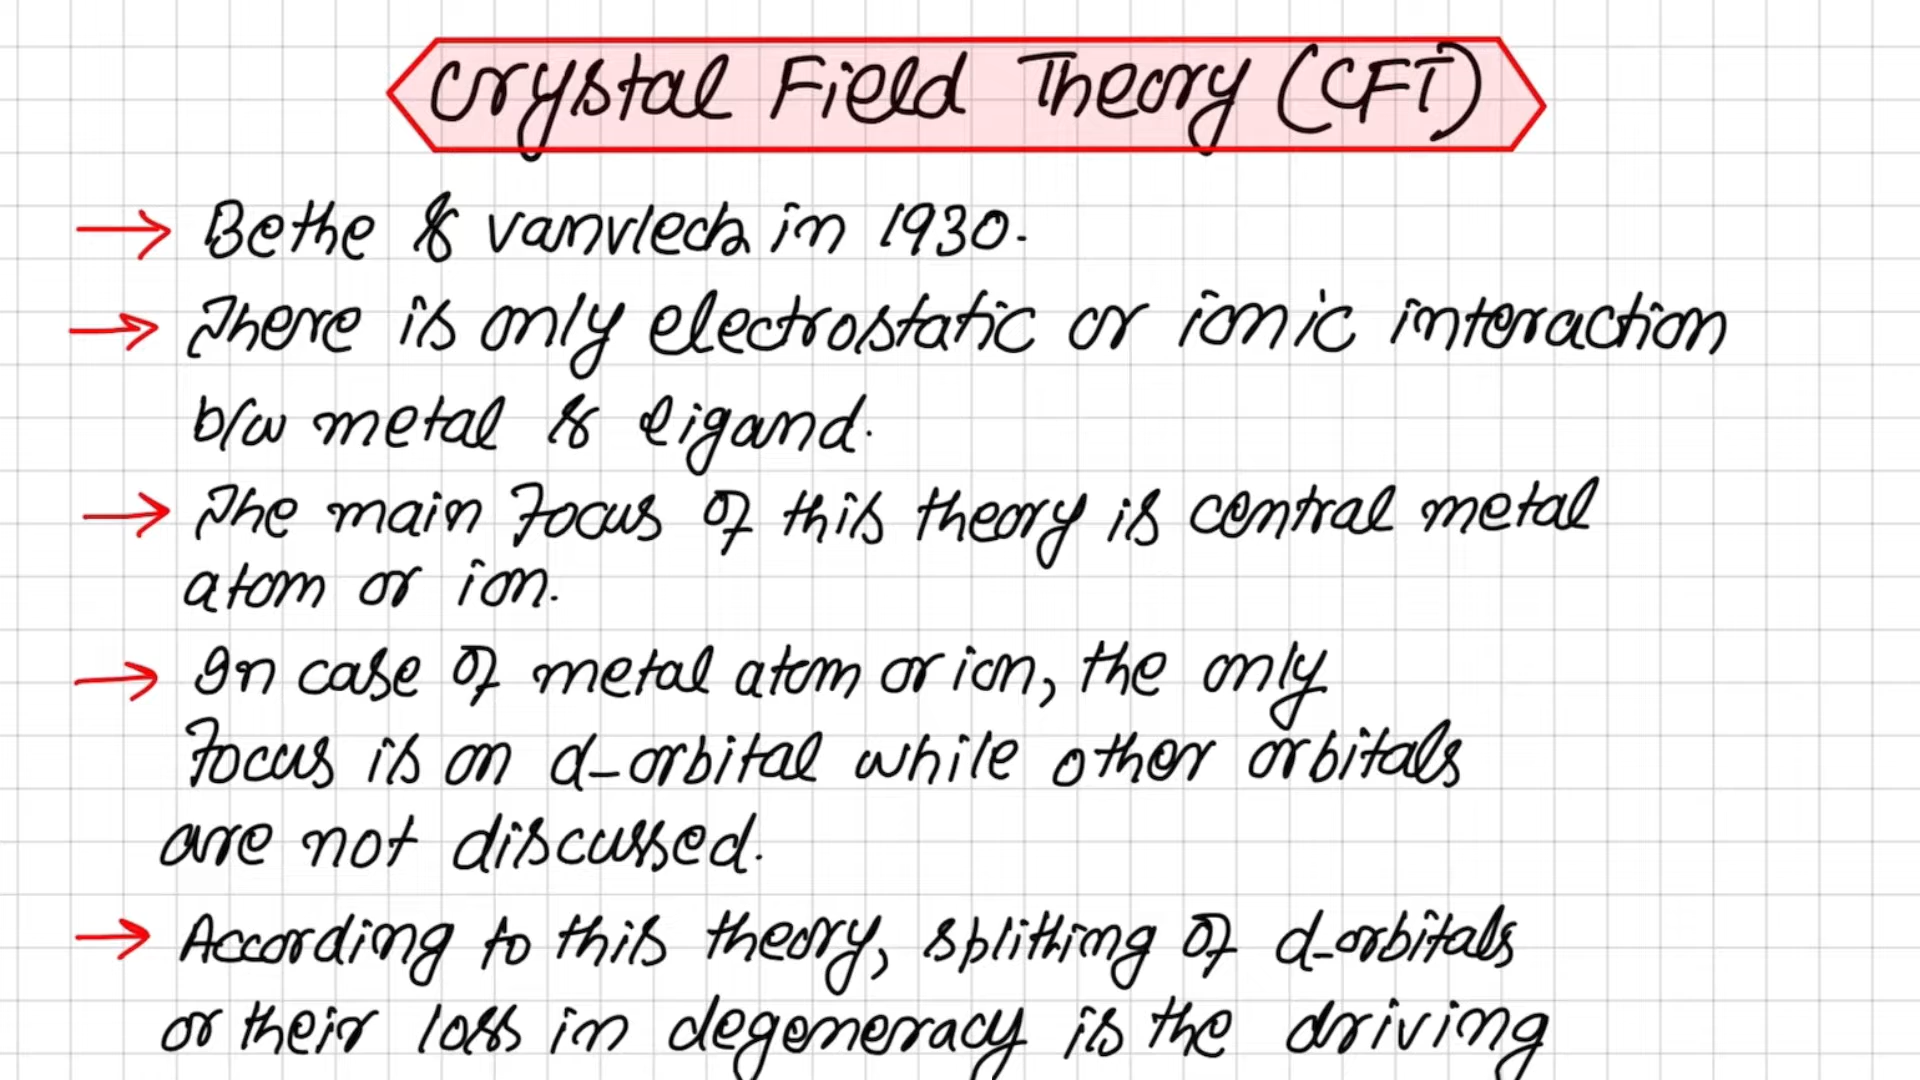 Crystal Field Theory (CFT)
→ Bethe & vanvleck in 1930.
→ There is only electrostatic or ionic interaction
b/w metal & ligand.
→ The main Focus of this theory is central metal
atom or ion.
→ In case of metal atom or ion, the only
Focus is on d-orbital while other orbitals
are not discussed.
→ According to this theory, splitting of d-orbitals
or their loss in degeneracy is the driving